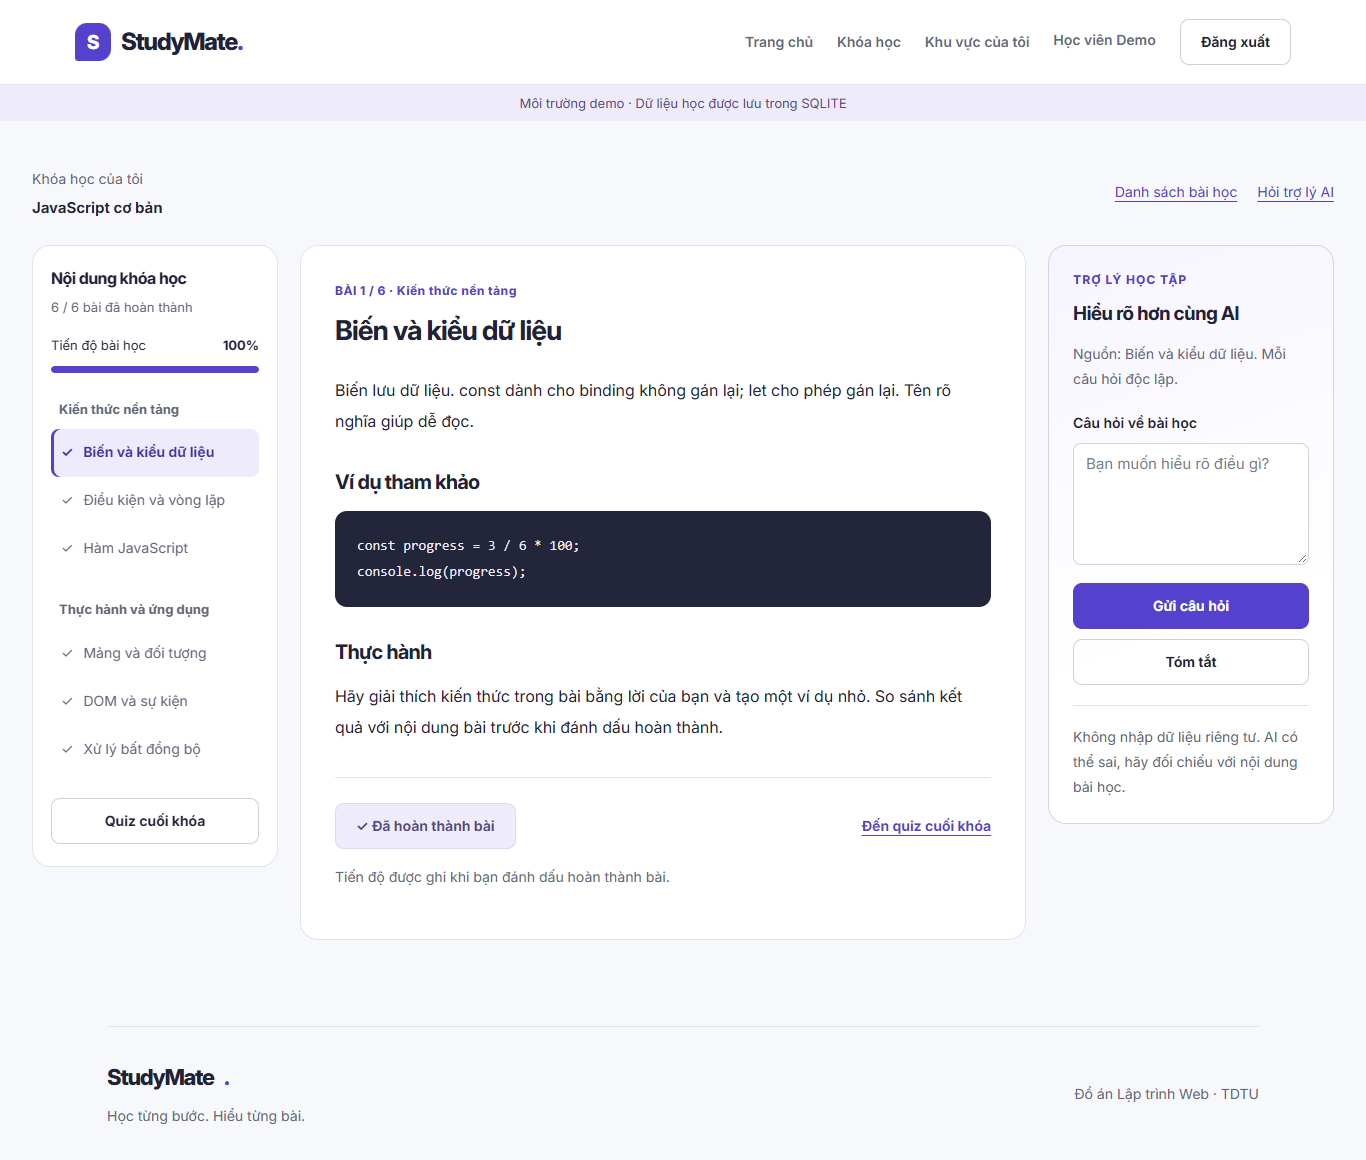 S StudyMate.
Trang chủ Khóa học Khu vực của tôi Học viên Demo Đăng xuất
Môi trường demo · Dữ liệu học được lưu trong SQLITE
Khóa học của tôi
JavaScript cơ bản
Danh sách bài học Hỏi trợ lý AI
Nội dung khóa học
6 / 6 bài đã hoàn thành
Tiến độ bài học 100%
Kiến thức nền tảng
✓ Biến và kiểu dữ liệu
✓ Điều kiện và vòng lặp
✓ Hàm JavaScript
Thực hành và ứng dụng
✓ Mảng và đối tượng
✓ DOM và sự kiện
✓ Xử lý bất đồng bộ
Quiz cuối khóa
BÀI 1 / 6 · Kiến thức nền tảng
Biến và kiểu dữ liệu
Biến lưu dữ liệu. const dành cho binding không gán lại; let cho phép gán lại. Tên rõ
nghĩa giúp dễ đọc.
Ví dụ tham khảo
const progress = 3 / 6 * 100;
console.log(progress);
Thực hành
Hãy giải thích kiến thức trong bài bằng lời của bạn và tạo một ví dụ nhỏ. So sánh kết
quả với nội dung bài trước khi đánh dấu hoàn thành.
✓ Đã hoàn thành bài
Đến quiz cuối khóa
Tiến độ được ghi khi bạn đánh dấu hoàn thành bài.
TRỢ LÝ HỌC TẬP
Hiểu rõ hơn cùng AI
Nguồn: Biến và kiểu dữ liệu. Mỗi
câu hỏi độc lập.
Câu hỏi về bài học
Bạn muốn hiểu rõ điều gì?
Gửi câu hỏi
Tóm tắt
Không nhập dữ liệu riêng tư. AI có
thể sai, hãy đối chiếu với nội dung
bài học.
StudyMate .
Học từng bước. Hiểu từng bài.
Đồ án Lập trình Web · TDTU